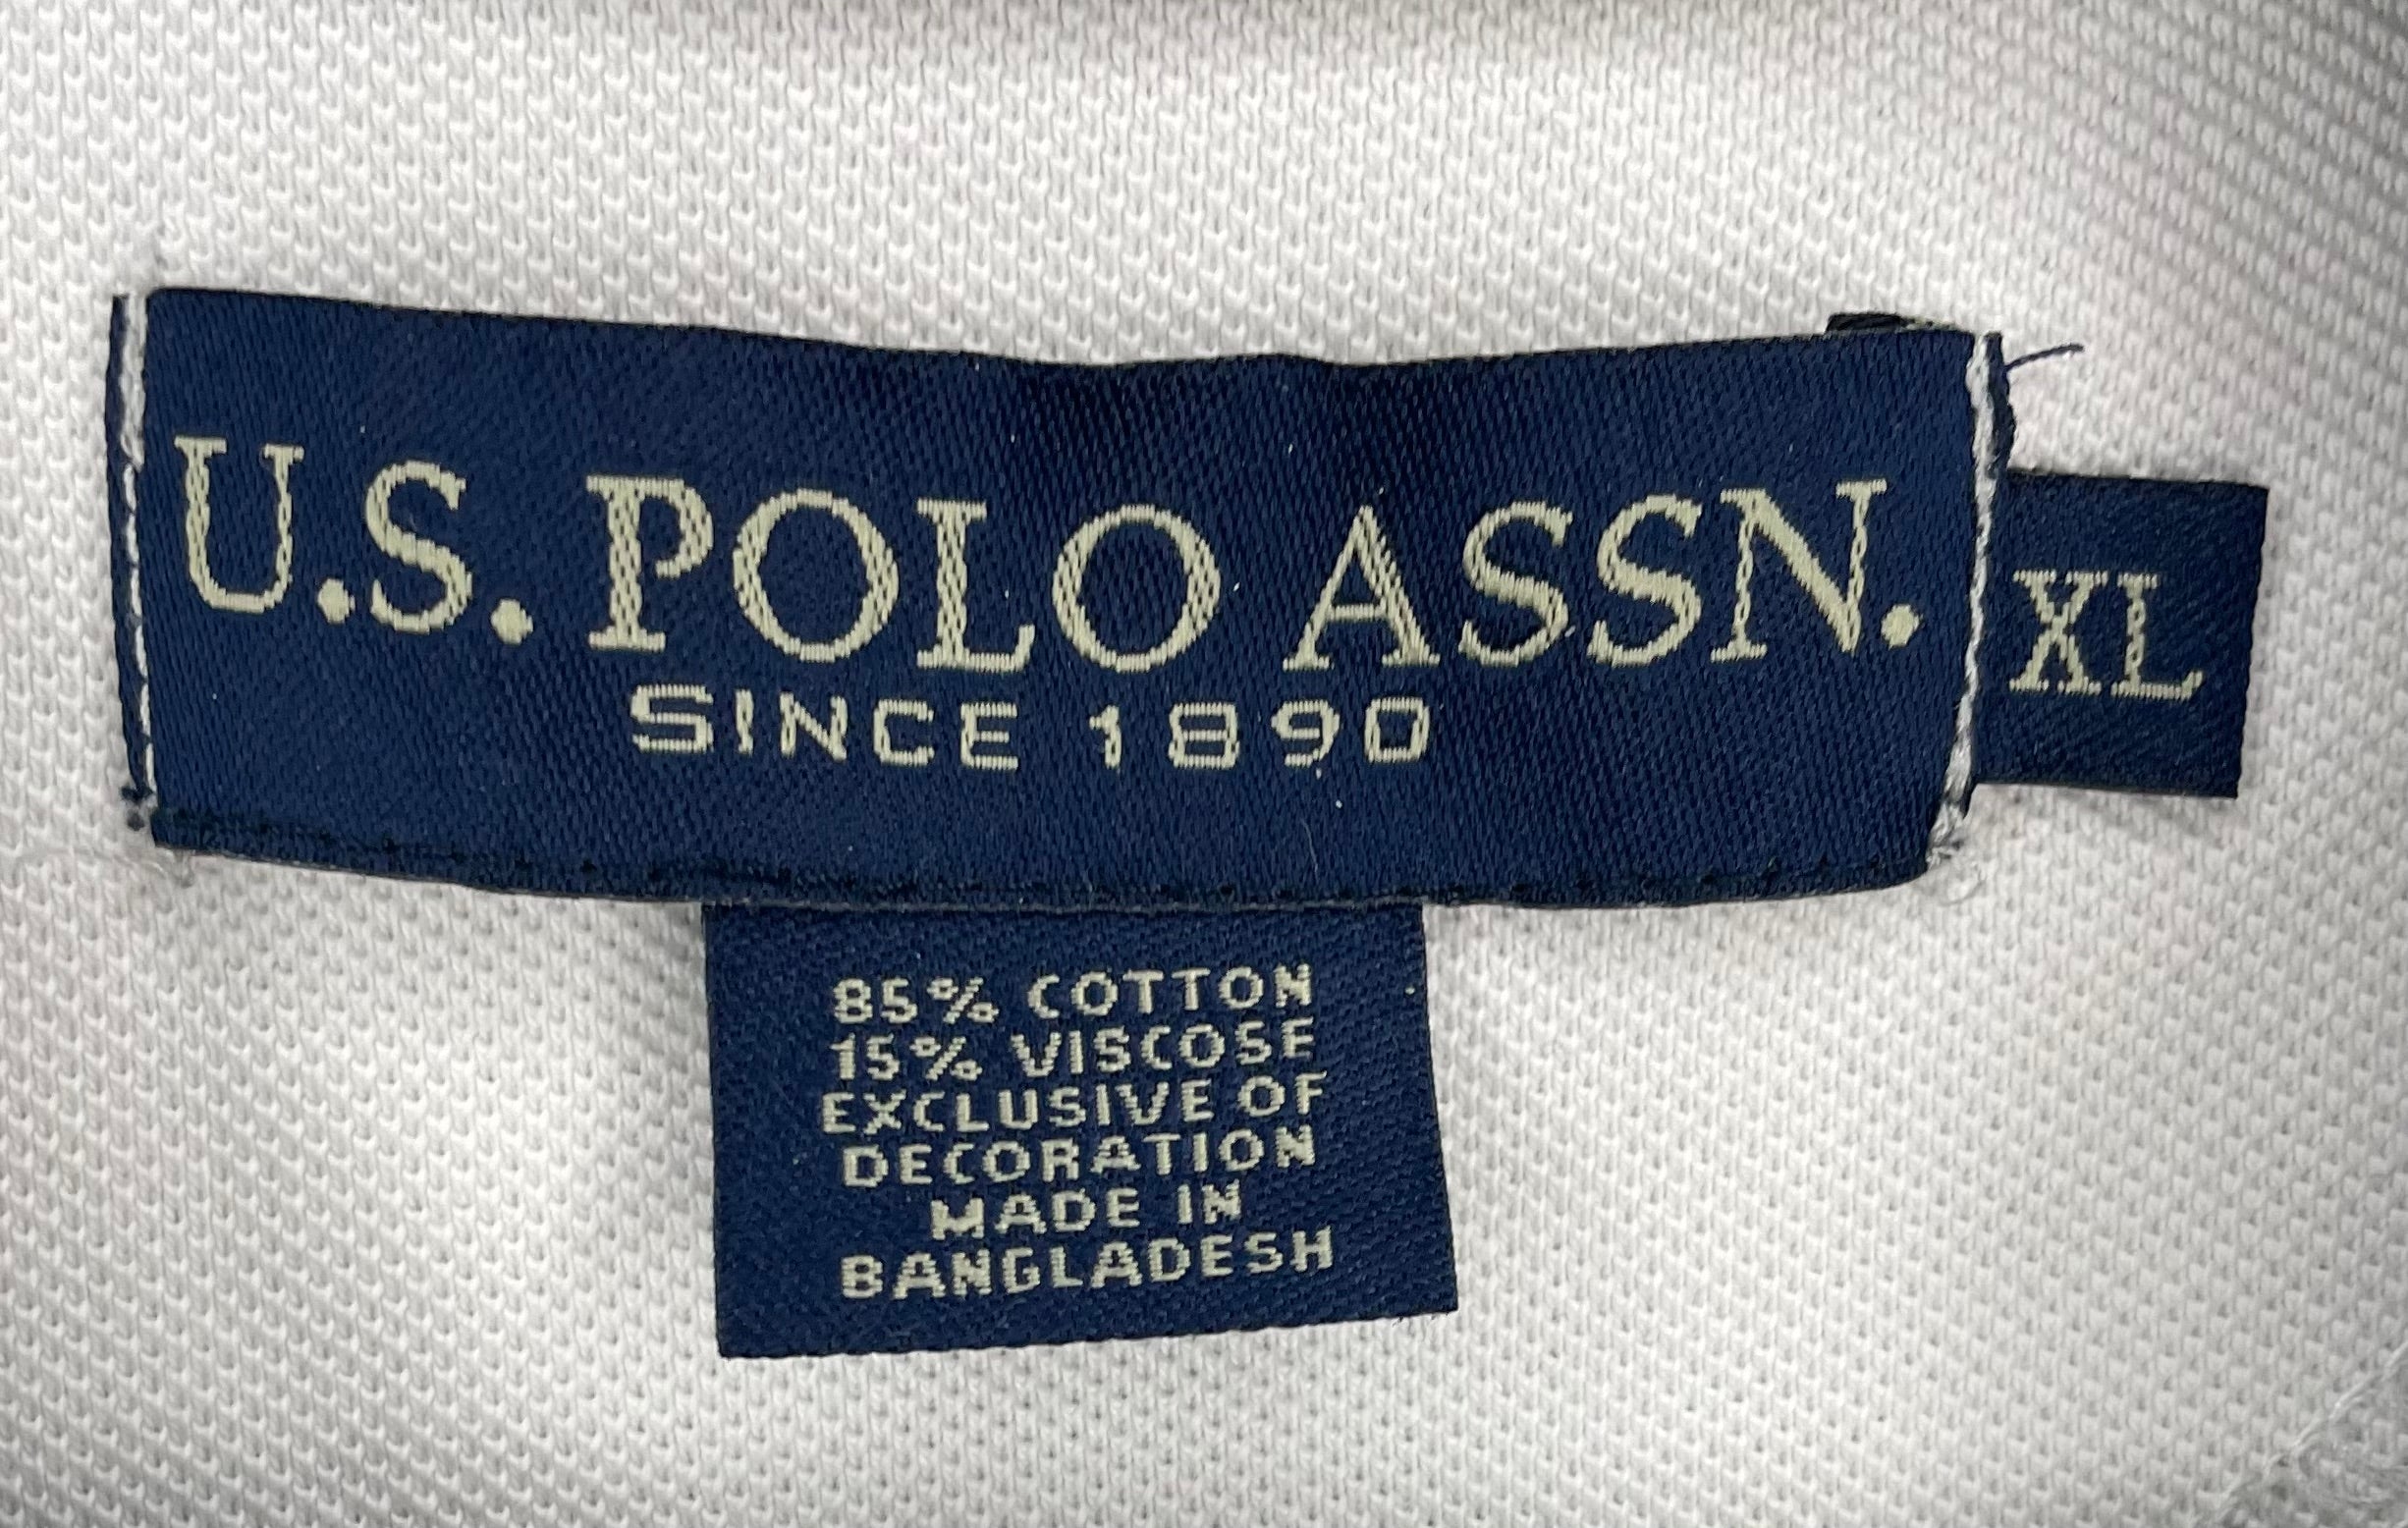 U.S. POLO ASSN.
SINCE 1890
XL
85% COTTON
15% VISCOSE
EXCLUSIVE OF
DECORATION
MADE IN
BANGLADESH